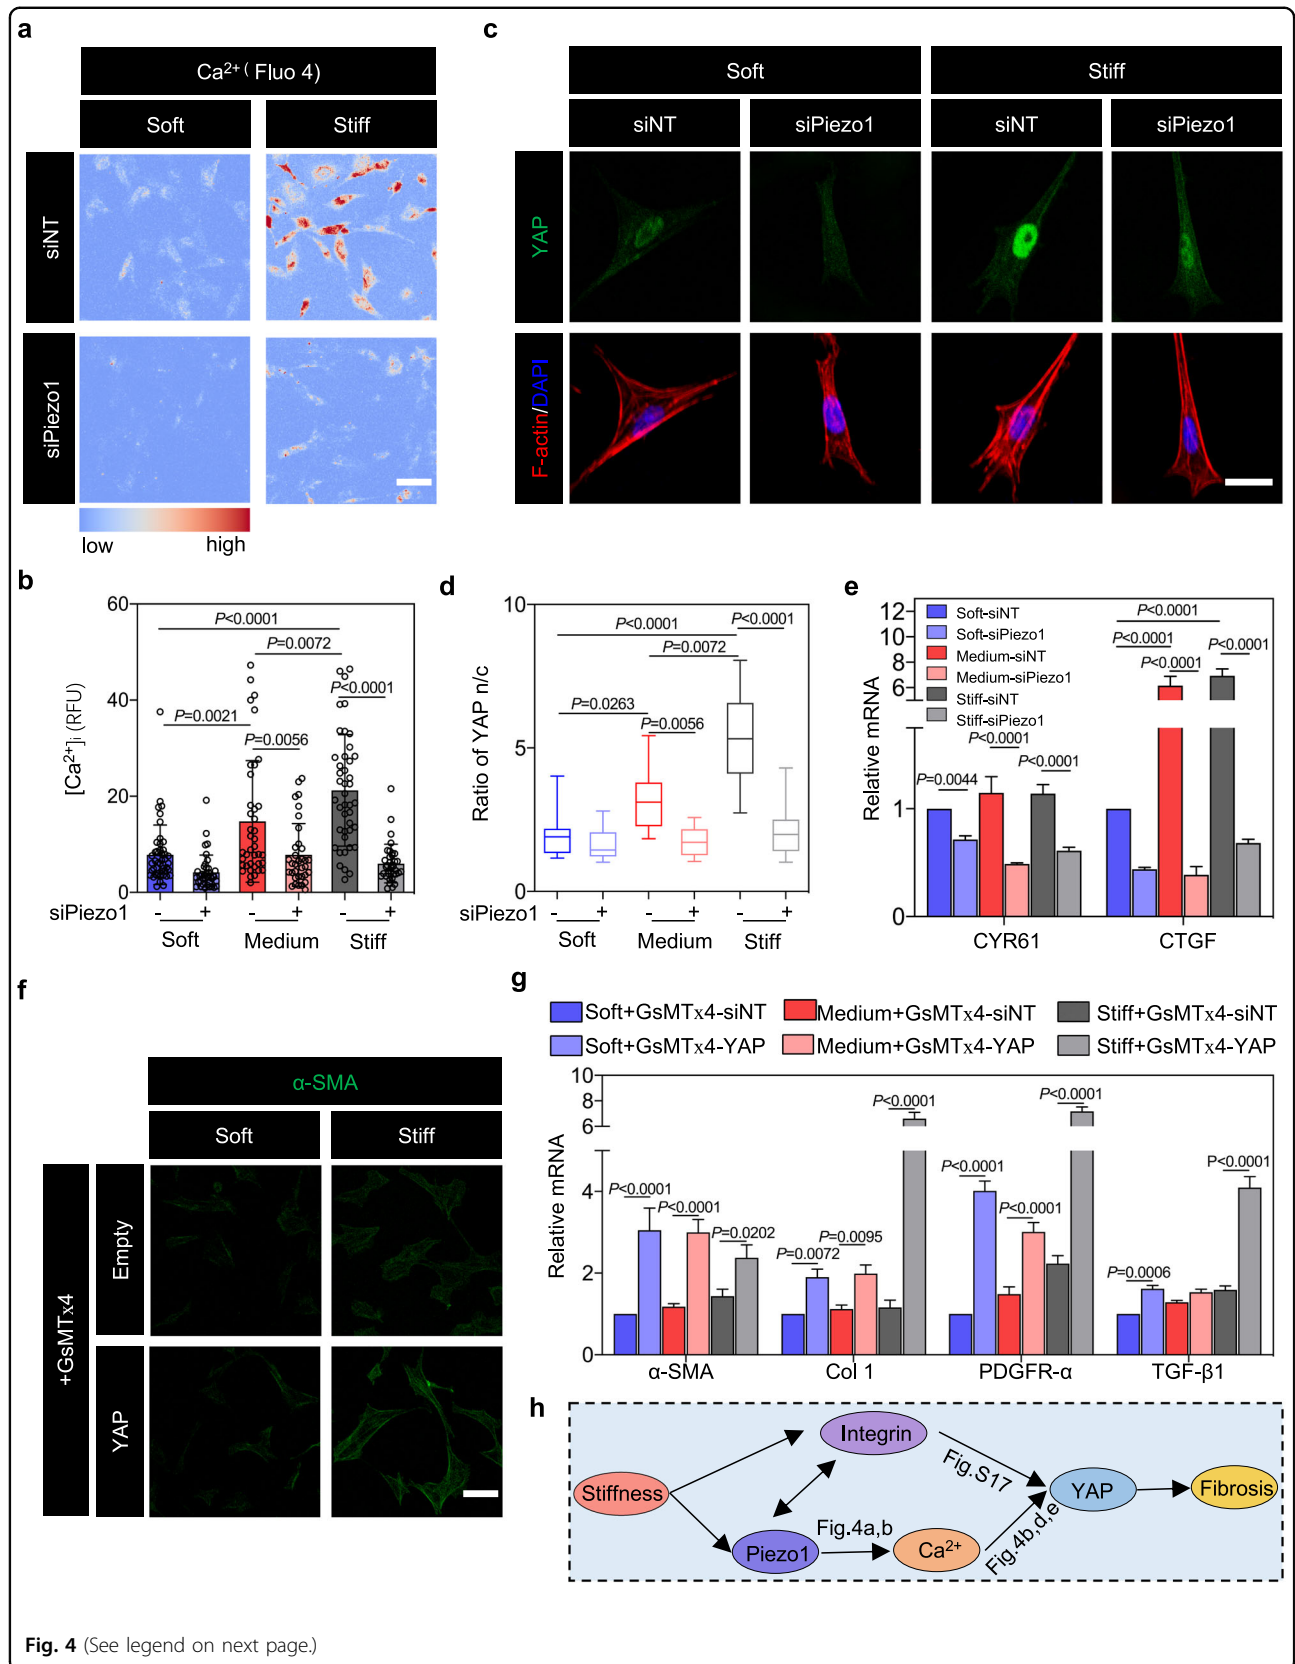 a
Ca²⁺ ( Fluo 4)
Soft Stiff
siNT
siPiezo1
low high
c
Soft Stiff
siNT siPiezo1 siNT siPiezo1
YAP
F-actin/DAPI
b
[Ca²⁺]i (RFU)
60
40
20
0
P<0.0001
P=0.0072
P<0.0001
P=0.0021
P=0.0056
siPiezo1 - + - + - +
Soft Medium Stiff
d
Ratio of YAP n/c
10
5
0
P<0.0001
P<0.0001
P=0.0072
P=0.0263
P=0.0056
siPiezo1 - + - + - +
Soft Medium Stiff
e
Relative mRNA
12
10
8
6
1
0
Soft-siNT
Soft-siPiezo1
Medium-siNT
Medium-siPiezo1
Stiff-siNT
Stiff-siPiezo1
P<0.0001
P<0.0001
P<0.0001
P<0.0001
P<0.0001
P<0.0001
P=0.0044
CYR61 CTGF
f
α-SMA
Soft Stiff
+GsMTx4
Empty
YAP
g
Soft+GsMTx4-siNT Medium+GsMTx4-siNT Stiff+GsMTx4-siNT
Soft+GsMTx4-YAP Medium+GsMTx4-YAP Stiff+GsMTx4-YAP
Relative mRNA
10
8
6
4
2
0
P<0.0001
P<0.0001
P=0.0202
P=0.0072
P=0.0095
P<0.0001
P<0.0001
P<0.0001
P<0.0001
P=0.0006
P<0.0001
α-SMA Col 1 PDGFR-α TGF-β1
h
Integrin
Fig.S17
Stiffness
YAP
Fibrosis
Piezo1
Fig.4a,b
Ca²⁺
Fig.4b,d,e
Fig. 4 (See legend on next page.)